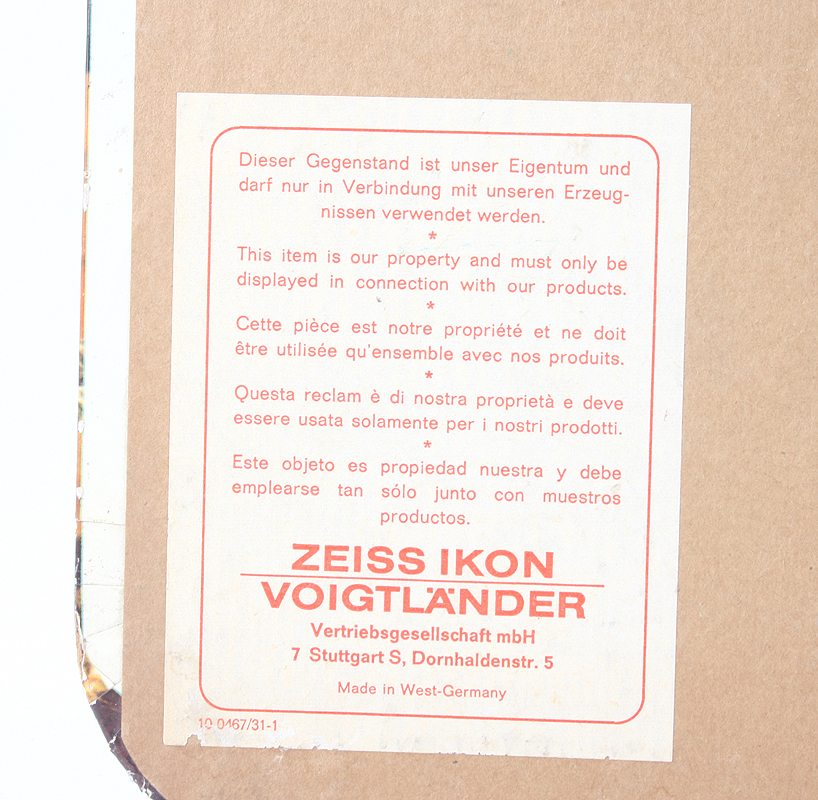 Dieser Gegenstand ist unser Eigentum und
darf nur in Verbindung mit unseren Erzeug-
nissen verwendet werden.
*
This item is our property and must only be
displayed in connection with our products.
*
Cette pièce est notre propriété et ne doit
être utilisée qu'ensemble avec nos produits.
*
Questa reclam è di nostra proprietà e deve
essere usata solamente per i nostri prodotti.
*
Este objeto es propiedad nuestra y debe
emplearse tan sólo junto con muestros
productos.
ZEISS IKON
VOIGTLÄNDER
Vertriebsgesellschaft mbH
7 Stuttgart S, Dornhaldenstr. 5
Made in West-Germany
10 0467/31-1